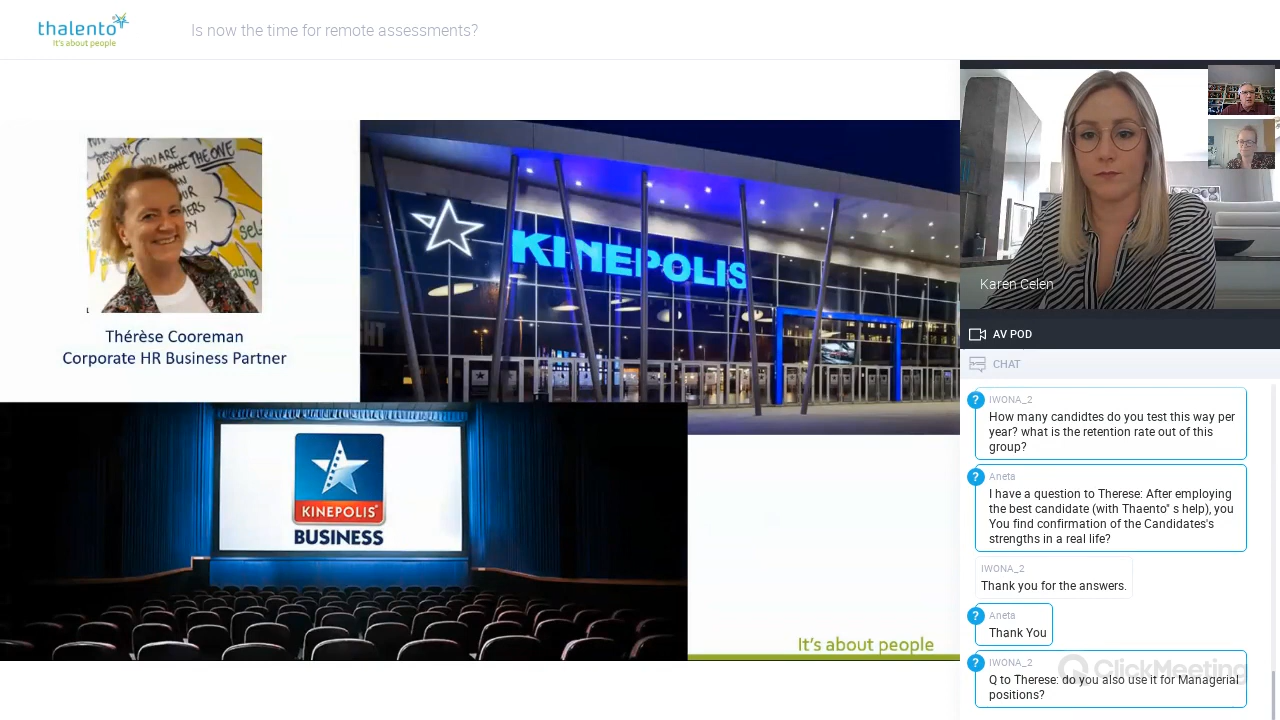 thalento
It's about people
Is now the time for remote assessments?
YOU ARE
THE ONE
Thérèse Cooreman
Corporate HR Business Partner
KINEPOLIS
KINEPOLIS
BUSINESS
It's about people
Karen Celen
AV POD
CHAT
IWONA_2
How many candidtes do you test this way per
year? what is the retention rate out of this
group?
Aneta
I have a question to Therese: After employing
the best candidate (with Thaento" s help), you
You find confirmation of the Candidates's
strengths in a real life?
IWONA_2
Thank you for the answers.
Aneta
Thank You
IWONA_2
Q to Therese: do you also use it for Managerial
positions?
ClickMeeting